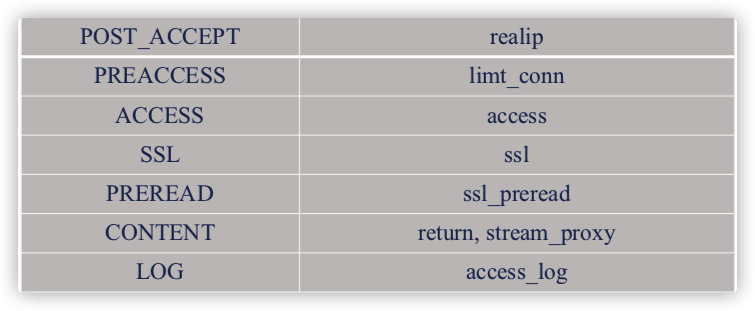 POST_ACCEPT realip
PREACCESS limt_conn
ACCESS access
SSL ssl
PREREAD ssl_preread
CONTENT return, stream_proxy
LOG access_log